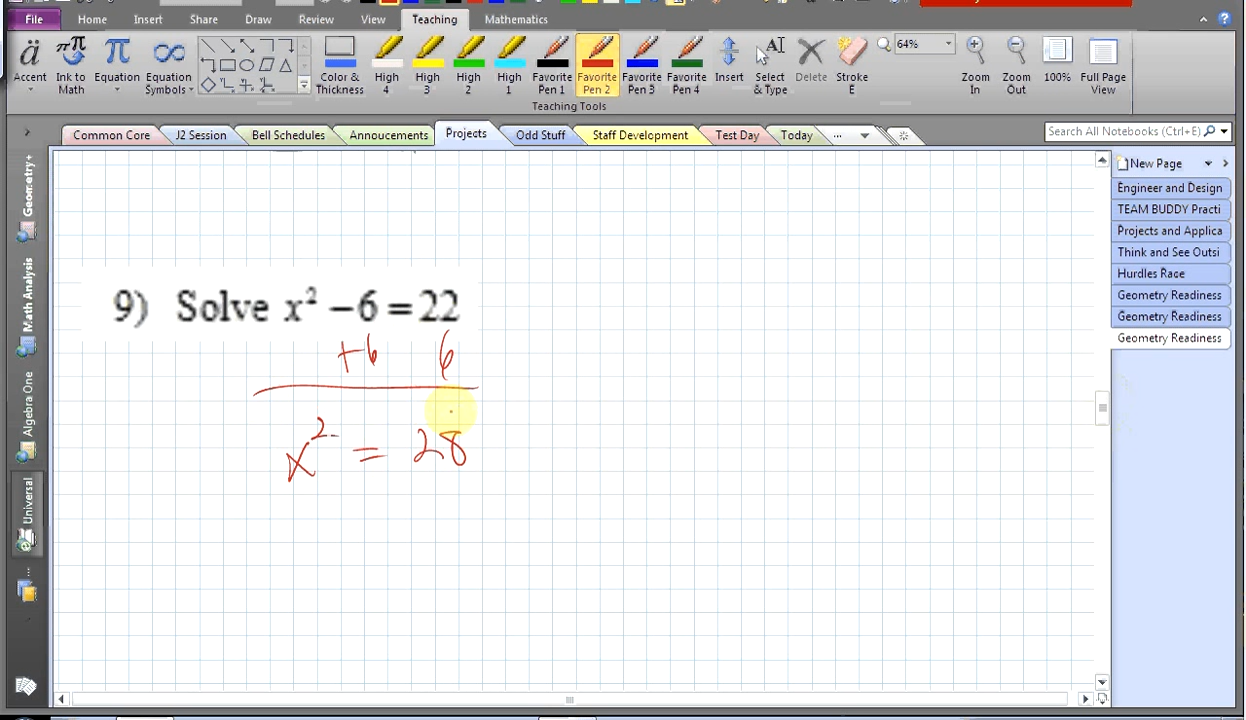 File Home Insert Share Draw Review View Teaching Mathematics
Accent Ink to Math Equation Equation Symbols Color & Thickness High 4 High 3 High 2 High 1 Favorite Pen 1 Favorite Pen 2 Favorite Pen 3 Favorite Pen 4 Insert Select & Type Delete Stroke E 64% Zoom In Zoom Out 100% Full Page View
Teaching Tools
Common Core J2 Session Bell Schedules Annoucements Projects Odd Stuff Staff Development Test Day Today ... Search All Notebooks (Ctrl+E)
Geometry+
Math Analysis
Algebra One
Universal
New Page
Engineer and Design
TEAM BUDDY Practi
Projects and Applica
Think and See Outsi
Hurdles Race
Geometry Readiness
Geometry Readiness
Geometry Readiness
9) Solve x² − 6 = 22
+6 6
x² = 28